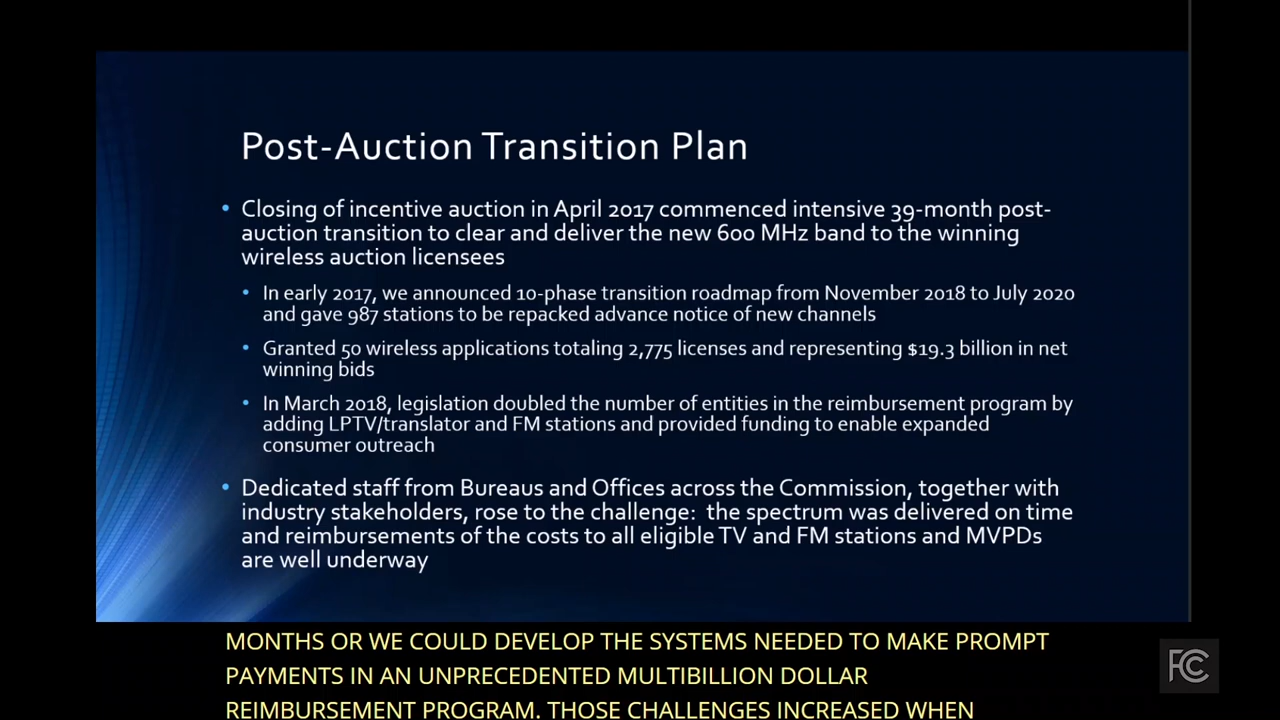 Post-Auction Transition Plan
• Closing of incentive auction in April 2017 commenced intensive 39-month post-
auction transition to clear and deliver the new 600 MHz band to the winning
wireless auction licensees
• In early 2017, we announced 10-phase transition roadmap from November 2018 to July 2020
and gave 987 stations to be repacked advance notice of new channels
• Granted 50 wireless applications totaling 2,775 licenses and representing $19.3 billion in net
winning bids
• In March 2018, legislation doubled the number of entities in the reimbursement program by
adding LPTV/translator and FM stations and provided funding to enable expanded
consumer outreach
• Dedicated staff from Bureaus and Offices across the Commission, together with
industry stakeholders, rose to the challenge: the spectrum was delivered on time
and reimbursements of the costs to all eligible TV and FM stations and MVPDs
are well underway
MONTHS OR WE COULD DEVELOP THE SYSTEMS NEEDED TO MAKE PROMPT
PAYMENTS IN AN UNPRECEDENTED MULTIBILLION DOLLAR
REIMBURSEMENT PROGRAM. THOSE CHALLENGES INCREASED WHEN
FCC